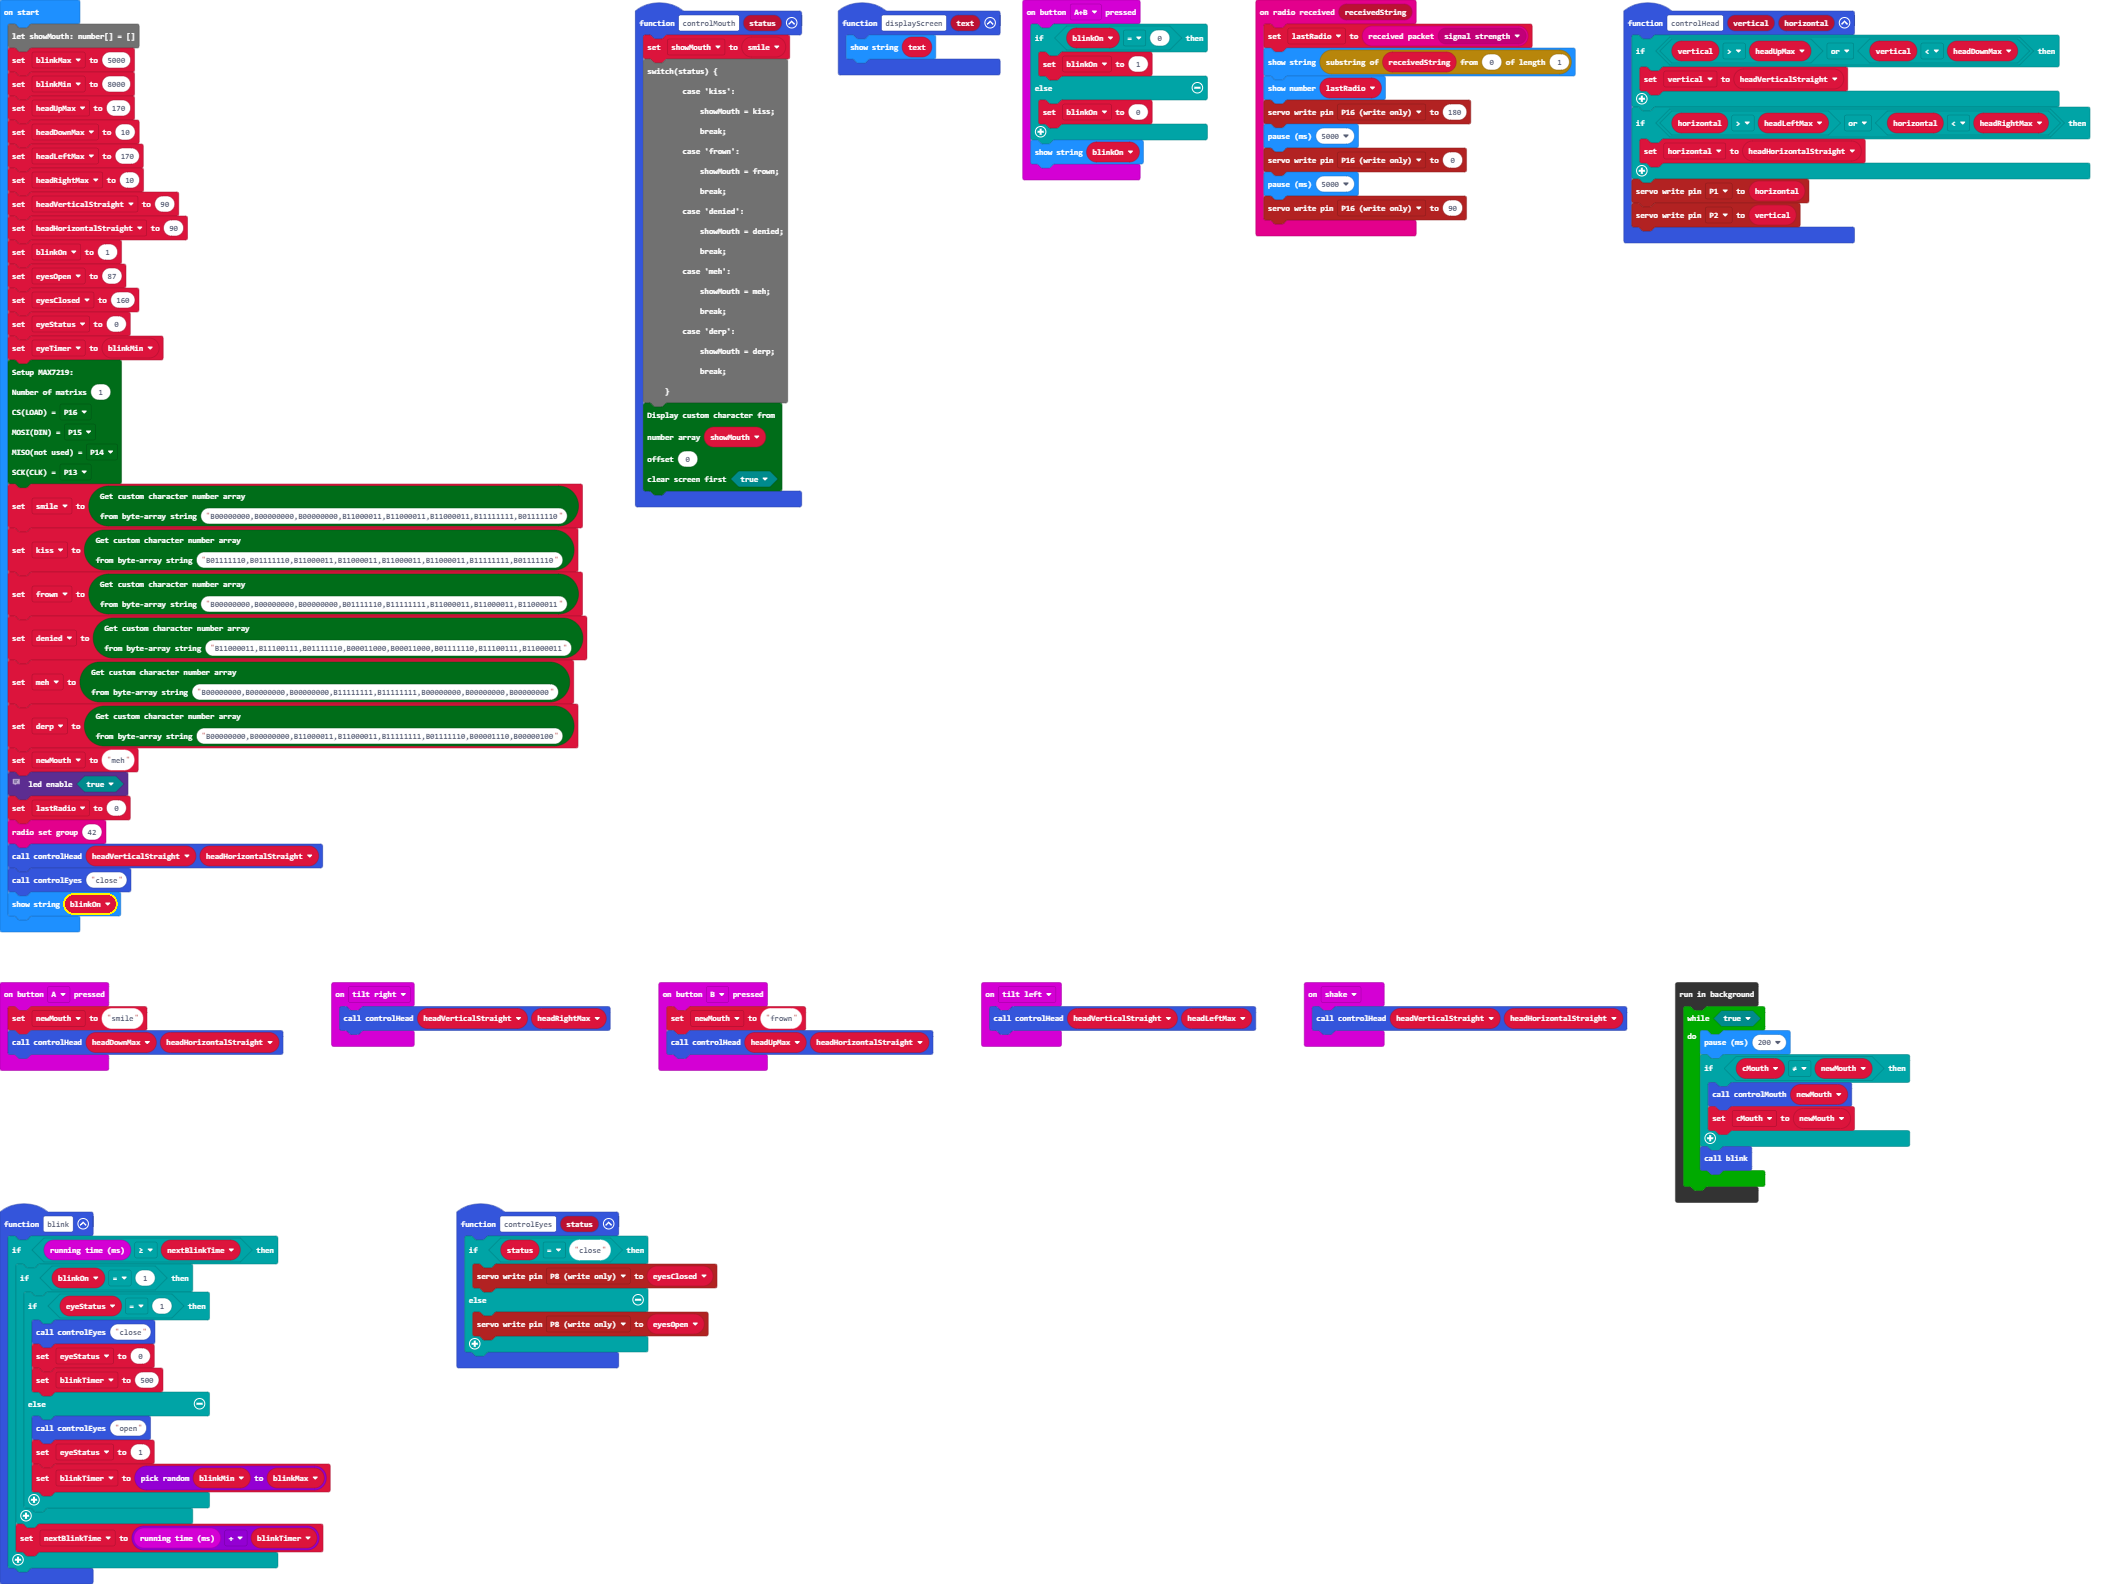 on start
let showMouth: number[] = []
set blinkMax to 5000
set blinkMin to 8000
set headUpMax to 170
set headDownMax to 10
set headLeftMax to 170
set headRightMax to 10
set headVerticalStraight to 90
set headHorizontalStraight to 90
set blinkOn to 1
set eyesOpen to 87
set eyesClosed to 160
set eyeStatus to 0
set eyeTimer to blinkMin
Setup MAX7219:
Number of matrixs 1
CS(LOAD) = P16
MOSI(DIN) = P15
MISO(not used) = P14
SCK(CLK) = P13
set smile to Get custom character number array
from byte-array string "B00000000,B00000000,B00000000,B11000011,B11000011,B11000011,B11111111,B01111110"
set kiss to Get custom character number array
from byte-array string "B01111110,B01111110,B11000011,B11000011,B11000011,B11000011,B11111111,B01111110"
set frown to Get custom character number array
from byte-array string "B00000000,B00000000,B00000000,B01111110,B11111111,B11000011,B11000011,B11000011"
set denied to Get custom character number array
from byte-array string "B11000011,B11100111,B01111110,B00011000,B00011000,B01111110,B11100111,B11000011"
set meh to Get custom character number array
from byte-array string "B00000000,B00000000,B00000000,B11111111,B11111111,B00000000,B00000000,B00000000"
set derp to Get custom character number array
from byte-array string "B00000000,B00000000,B11000011,B11000011,B11111111,B01111110,B00001110,B00000100"
set newMouth to "meh"
led enable true
set lastRadio to 0
radio set group 42
call controlHead headVerticalStraight headHorizontalStraight
call controlEyes "close"
show string blinkOn
function controlMouth status
set showMouth to smile
switch(status) {
case 'kiss':
showMouth = kiss;
break;
case 'frown':
showMouth = frown;
break;
case 'denied':
showMouth = denied;
break;
case 'meh':
showMouth = meh;
break;
case 'derp':
showMouth = derp;
break;
}
Display custom character from
number array showMouth
offset 0
clear screen first true
function displayScreen text
show string text
on button A+B pressed
if blinkOn = 0 then
set blinkOn to 1
else
set blinkOn to 0
show string blinkOn
on radio received receivedString
set lastRadio to received packet signal strength
show string substring of receivedString from 0 of length 1
show number lastRadio
servo write pin P16 (write only) to 180
pause (ms) 5000
servo write pin P16 (write only) to 0
pause (ms) 5000
servo write pin P16 (write only) to 90
function controlHead vertical horizontal
if vertical > headUpMax or vertical < headDownMax then
set vertical to headVerticalStraight
if horizontal > headLeftMax or horizontal < headRightMax then
set horizontal to headHorizontalStraight
servo write pin P1 to horizontal
servo write pin P2 to vertical
on button A pressed
set newMouth to "smile"
call controlHead headDownMax headHorizontalStraight
on tilt right
call controlHead headVerticalStraight headRightMax
on button B pressed
set newMouth to "frown"
call controlHead headUpMax headHorizontalStraight
on tilt left
call controlHead headVerticalStraight headLeftMax
on shake
call controlHead headVerticalStraight headHorizontalStraight
run in background
while true
do pause (ms) 200
if cMouth ≠ newMouth then
call controlMouth newMouth
set cMouth to newMouth
call blink
function blink
if running time (ms) ≥ nextBlinkTime then
if blinkOn = 1 then
if eyeStatus = 1 then
call controlEyes "close"
set eyeStatus to 0
set blinkTimer to 500
else
call controlEyes "open"
set eyeStatus to 1
set blinkTimer to pick random blinkMin to blinkMax
set nextBlinkTime to running time (ms) + blinkTimer
function controlEyes status
if status = "close" then
servo write pin P8 (write only) to eyesClosed
else
servo write pin P8 (write only) to eyesOpen